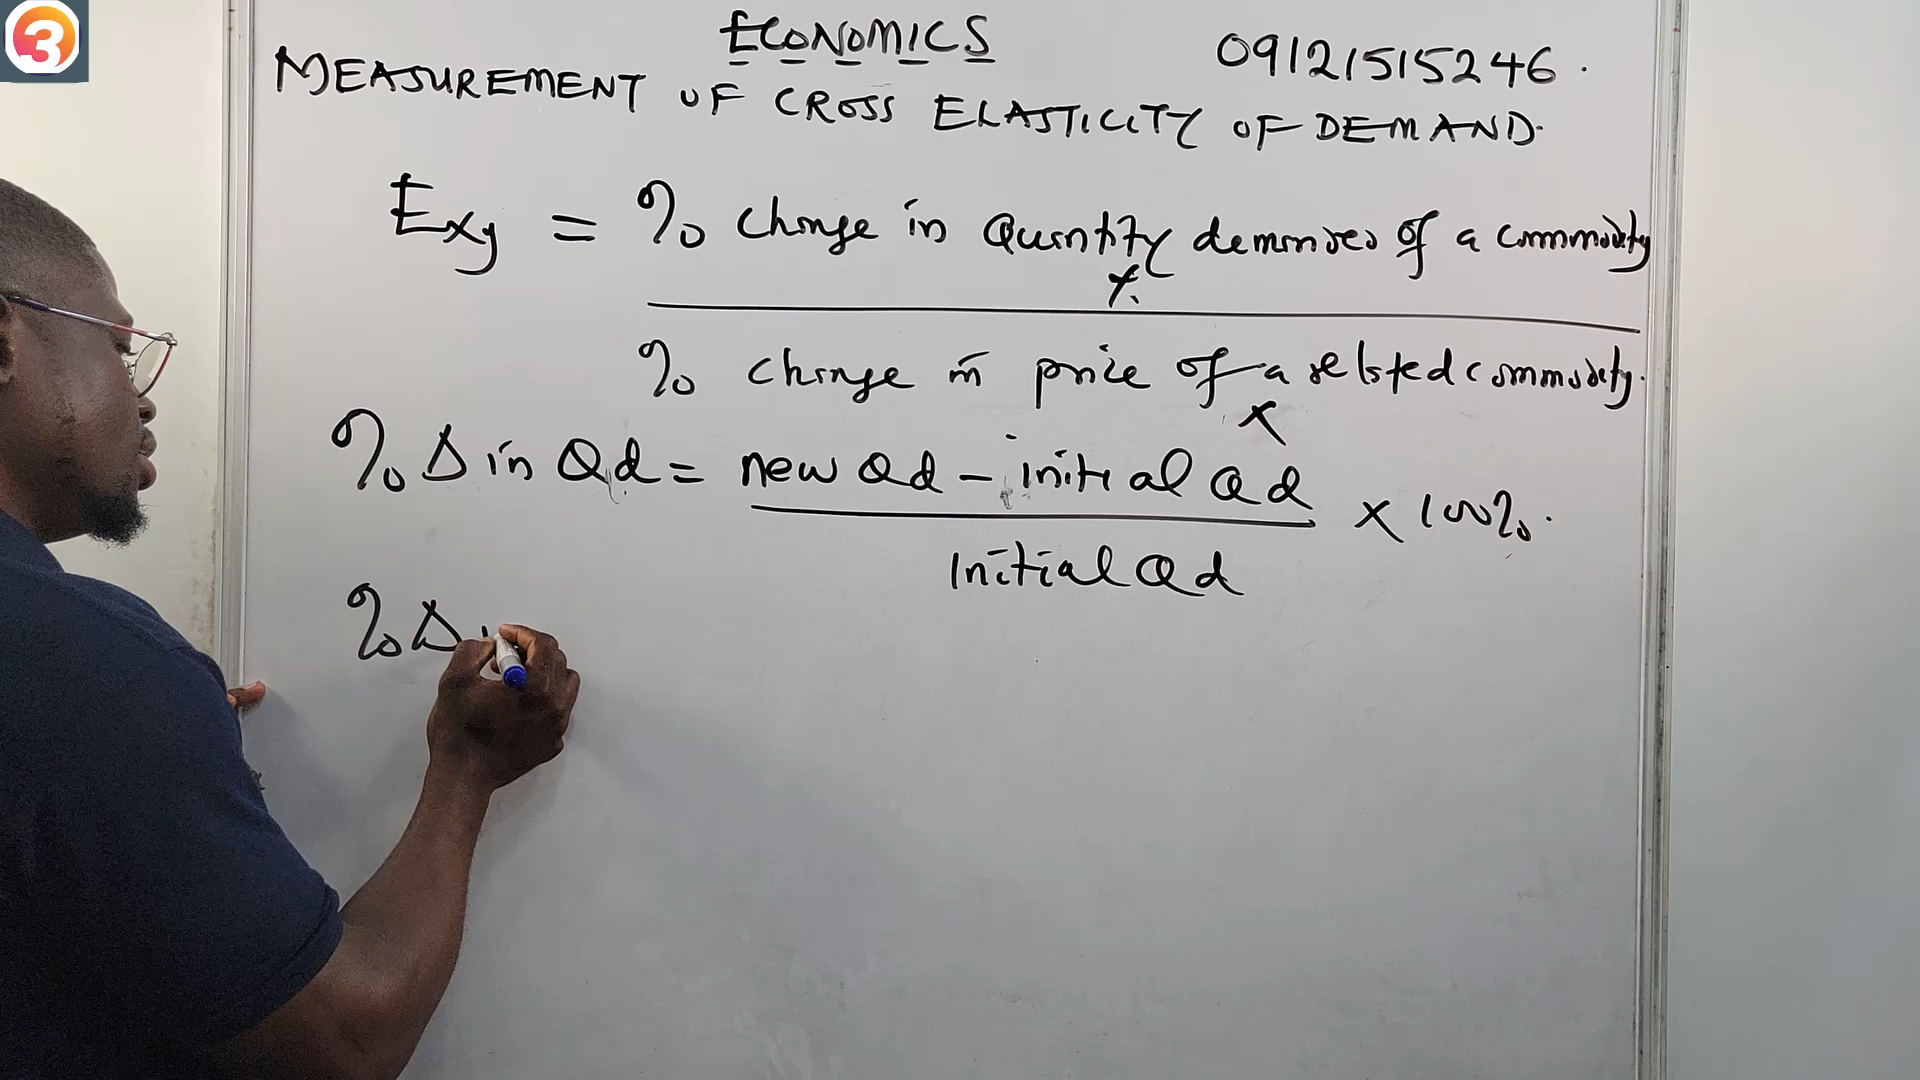 3
ECONOMICS
09121515246.
MEASUREMENT OF CROSS ELASTICITY OF DEMAND.
Exy = % change in Quantity demanded of a commodity
% change in price of a related commodity.
x
% Δ in Qd = new Qd - initial Qd × 100%.
Initial Qd
% Δ